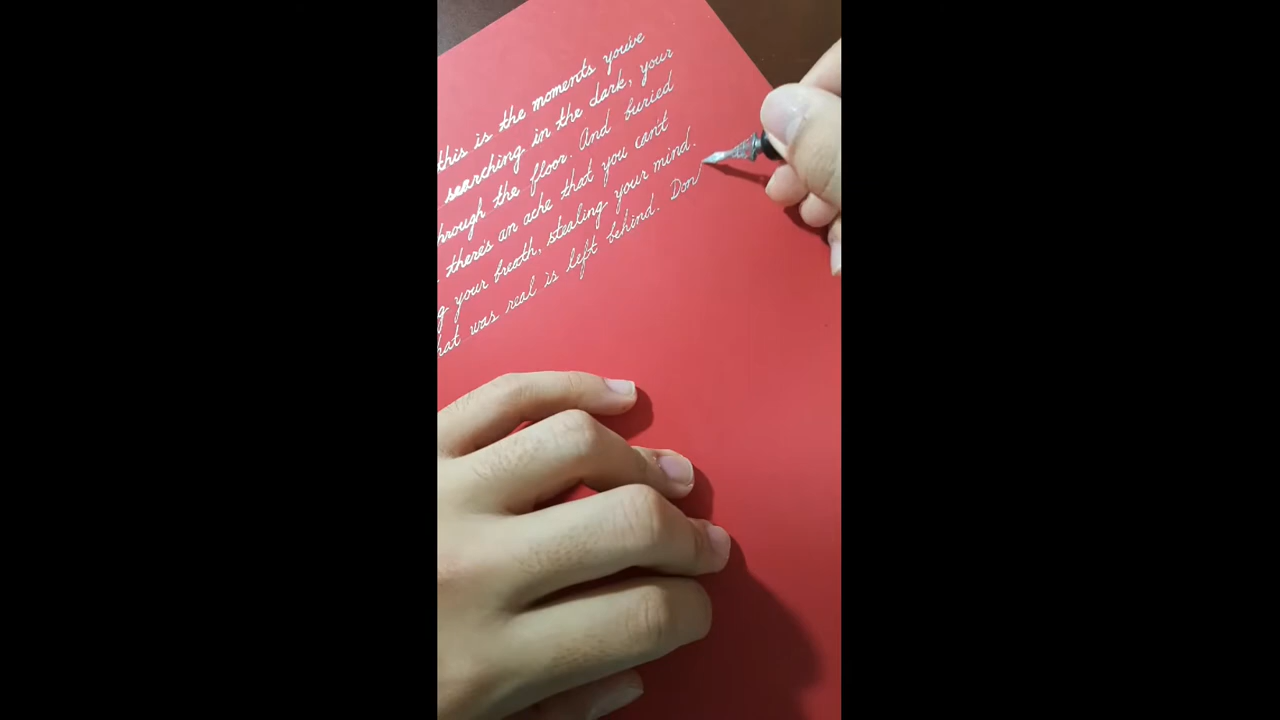 this is the moments you've
searching in the dark, your
hrough the floor. And buried
there's an ache that you can't
g your breath, stealing your mind.
hat was real is left behind. Don